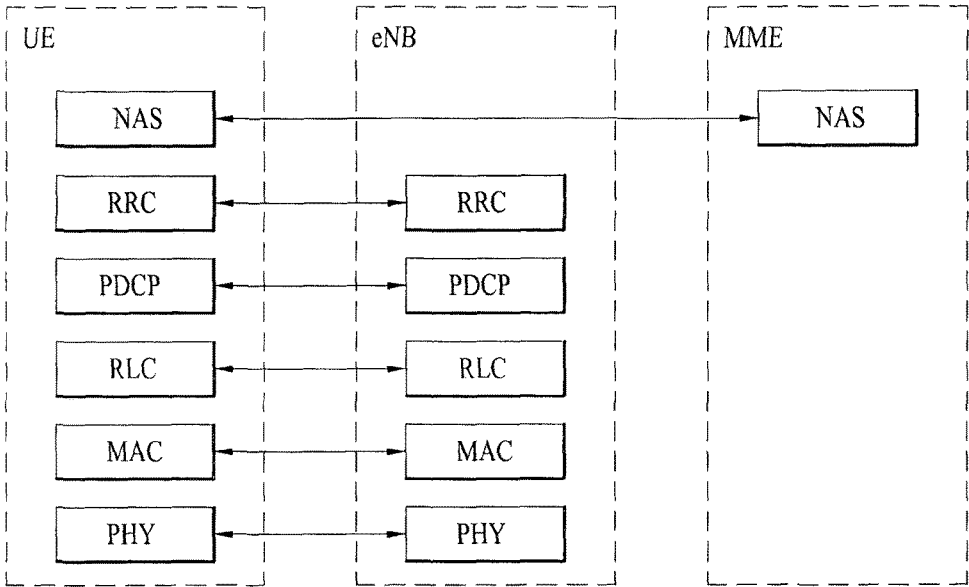 UE eNB MME
NAS NAS
RRC RRC
PDCP PDCP
RLC RLC
MAC MAC
PHY PHY